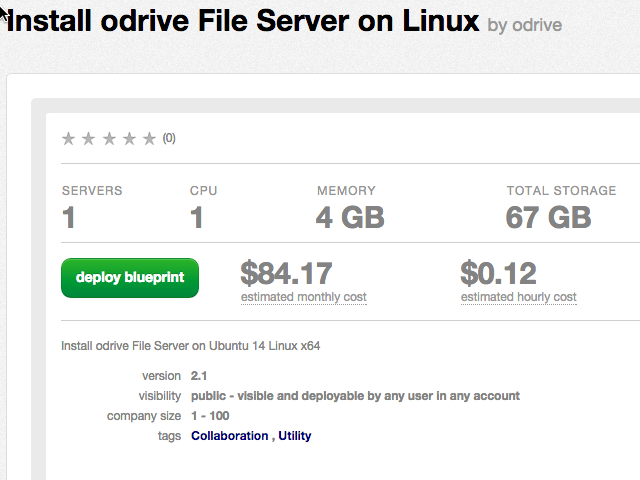 Install odrive File Server on Linux by odrive
(0)
SERVERS CPU MEMORY TOTAL STORAGE
1 1 4 GB 67 GB
deploy blueprint $84.17 $0.12
estimated monthly cost estimated hourly cost
Install odrive File Server on Ubuntu 14 Linux x64
version 2.1
visibility public - visible and deployable by any user in any account
company size 1 - 100
tags Collaboration , Utility